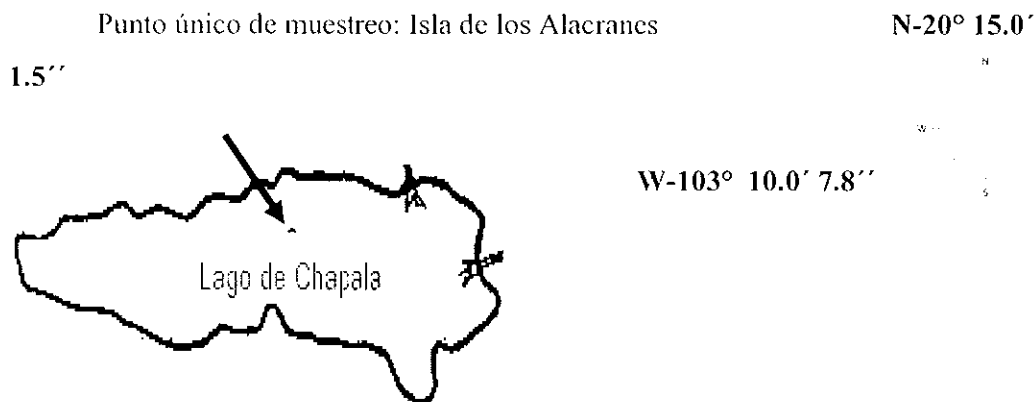 Punto único de muestreo: Isla de los Alacranes N-20° 15.0´
1.5´´
N
W
W-103° 10.0´ 7.8´´
S
Lago de Chapala